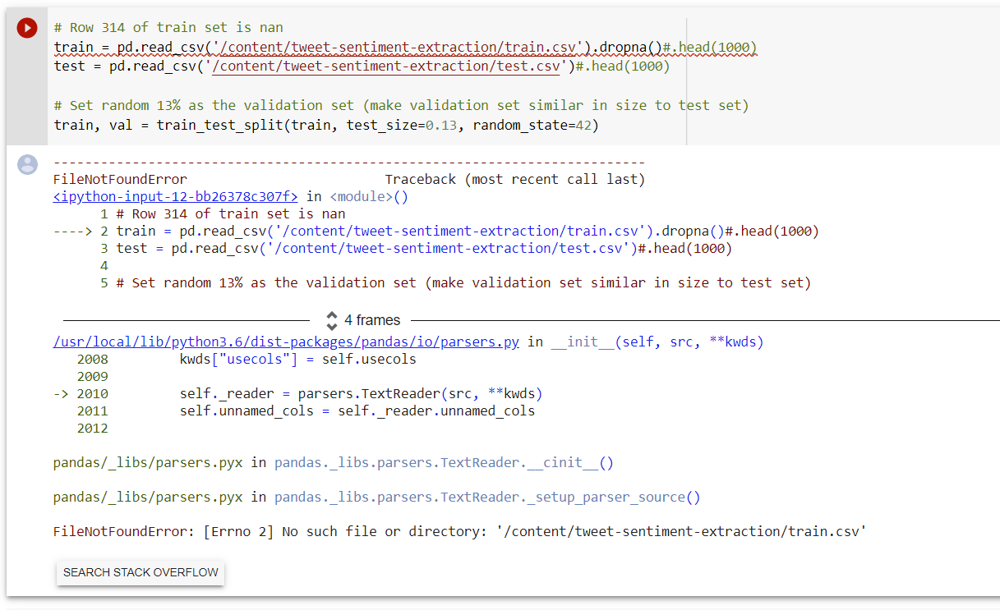 # Row 314 of train set is nan
train = pd.read_csv('/content/tweet-sentiment-extraction/train.csv').dropna()#.head(1000)
test = pd.read_csv('/content/tweet-sentiment-extraction/test.csv')#.head(1000)
# Set random 13% as the validation set (make validation set similar in size to test set)
train, val = train_test_split(train, test_size=0.13, random_state=42)
---------------------------------------------------------------------------
FileNotFoundError                         Traceback (most recent call last)
<ipython-input-12-bb26378c307f> in <module>()
      1 # Row 314 of train set is nan
----> 2 train = pd.read_csv('/content/tweet-sentiment-extraction/train.csv').dropna()#.head(1000)
      3 test = pd.read_csv('/content/tweet-sentiment-extraction/test.csv')#.head(1000)
      4
      5 # Set random 13% as the validation set (make validation set similar in size to test set)
4 frames
/usr/local/lib/python3.6/dist-packages/pandas/io/parsers.py in __init__(self, src, **kwds)
   2008         kwds["usecols"] = self.usecols
   2009
-> 2010         self._reader = parsers.TextReader(src, **kwds)
   2011         self.unnamed_cols = self._reader.unnamed_cols
   2012
pandas/_libs/parsers.pyx in pandas._libs.parsers.TextReader.__cinit__()
pandas/_libs/parsers.pyx in pandas._libs.parsers.TextReader._setup_parser_source()
FileNotFoundError: [Errno 2] No such file or directory: '/content/tweet-sentiment-extraction/train.csv'
SEARCH STACK OVERFLOW